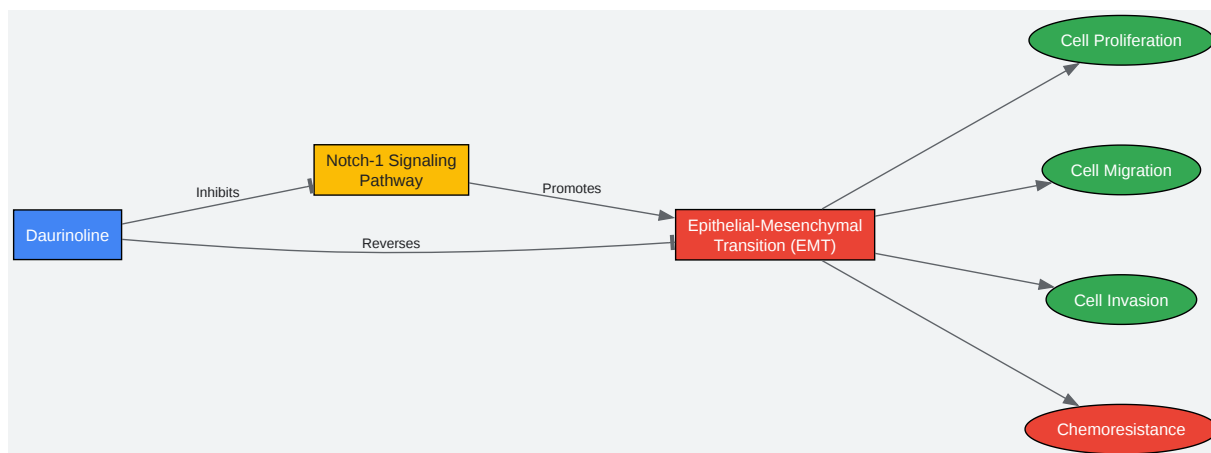 Cell Proliferation
Notch-1 Signaling
Pathway
Cell Migration
Inhibits
Promotes
Daurinoline
Reverses
Epithelial-Mesenchymal
Transition (EMT)
Cell Invasion
Chemoresistance